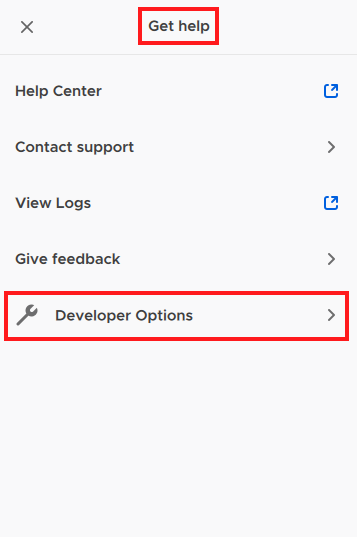 Get help
Help Center
Contact support
View Logs
Give feedback
Developer Options